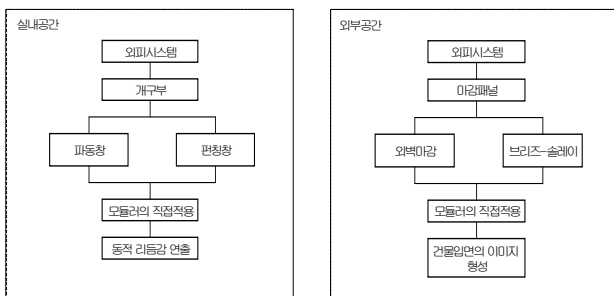 실내공간
외피시스템
개구부
파동창
펀칭창
모듈러의 직접적용
동적 리듬감 연출
외부공간
외피시스템
마감패널
외벽마감
브리즈-솔레이
모듈러의 직접적용
건물입면의 이미지
형성